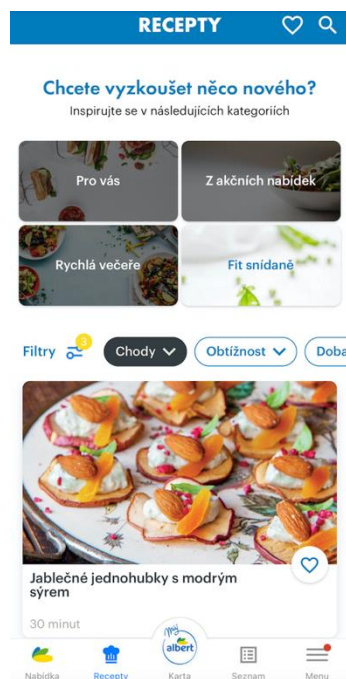 RECEPTY
Chcete vyzkoušet něco nového?
Inspirujte se v následujících kategoriích
Pro vás
Z akčních nabídek
Rychlá večeře
Fit snídaně
Filtry
3
Chody
Obtížnost
Doba
Jablečné jednohubky s modrým
sýrem
30 minut
můj
albert
Nabídka
Recepty
Karta
Seznam
Menu